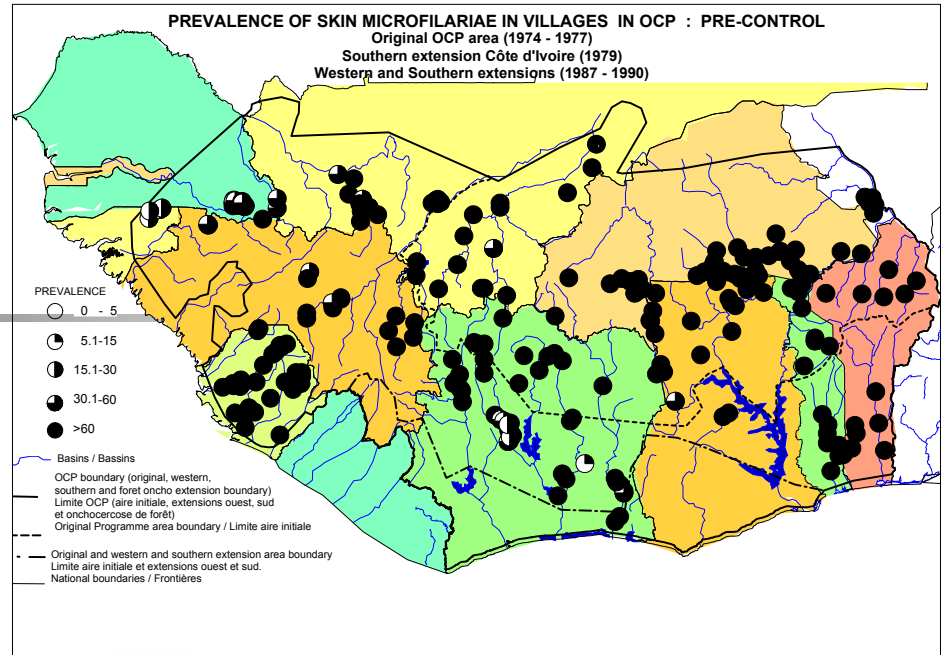 PREVALENCE OF SKIN MICROFILARIAE IN VILLAGES IN OCP : PRE-CONTROL
Original OCP area (1974 - 1977)
Southern extension Côte d'Ivoire (1979)
Western and Southern extensions (1987 - 1990)
PREVALENCE
0 - 5
5.1-15
15.1-30
30.1-60
>60
Basins / Bassins
OCP boundary (original, western,
southern and foret oncho extension boundary)
Limite OCP (aire initiale, extensions ouest, sud
et onchocercose de forêt)
Original Programme area boundary / Limite aire initiale
Original and western and southern extension area boundary
Limite aire initiale et extensions ouest et sud.
National boundaries / Frontières